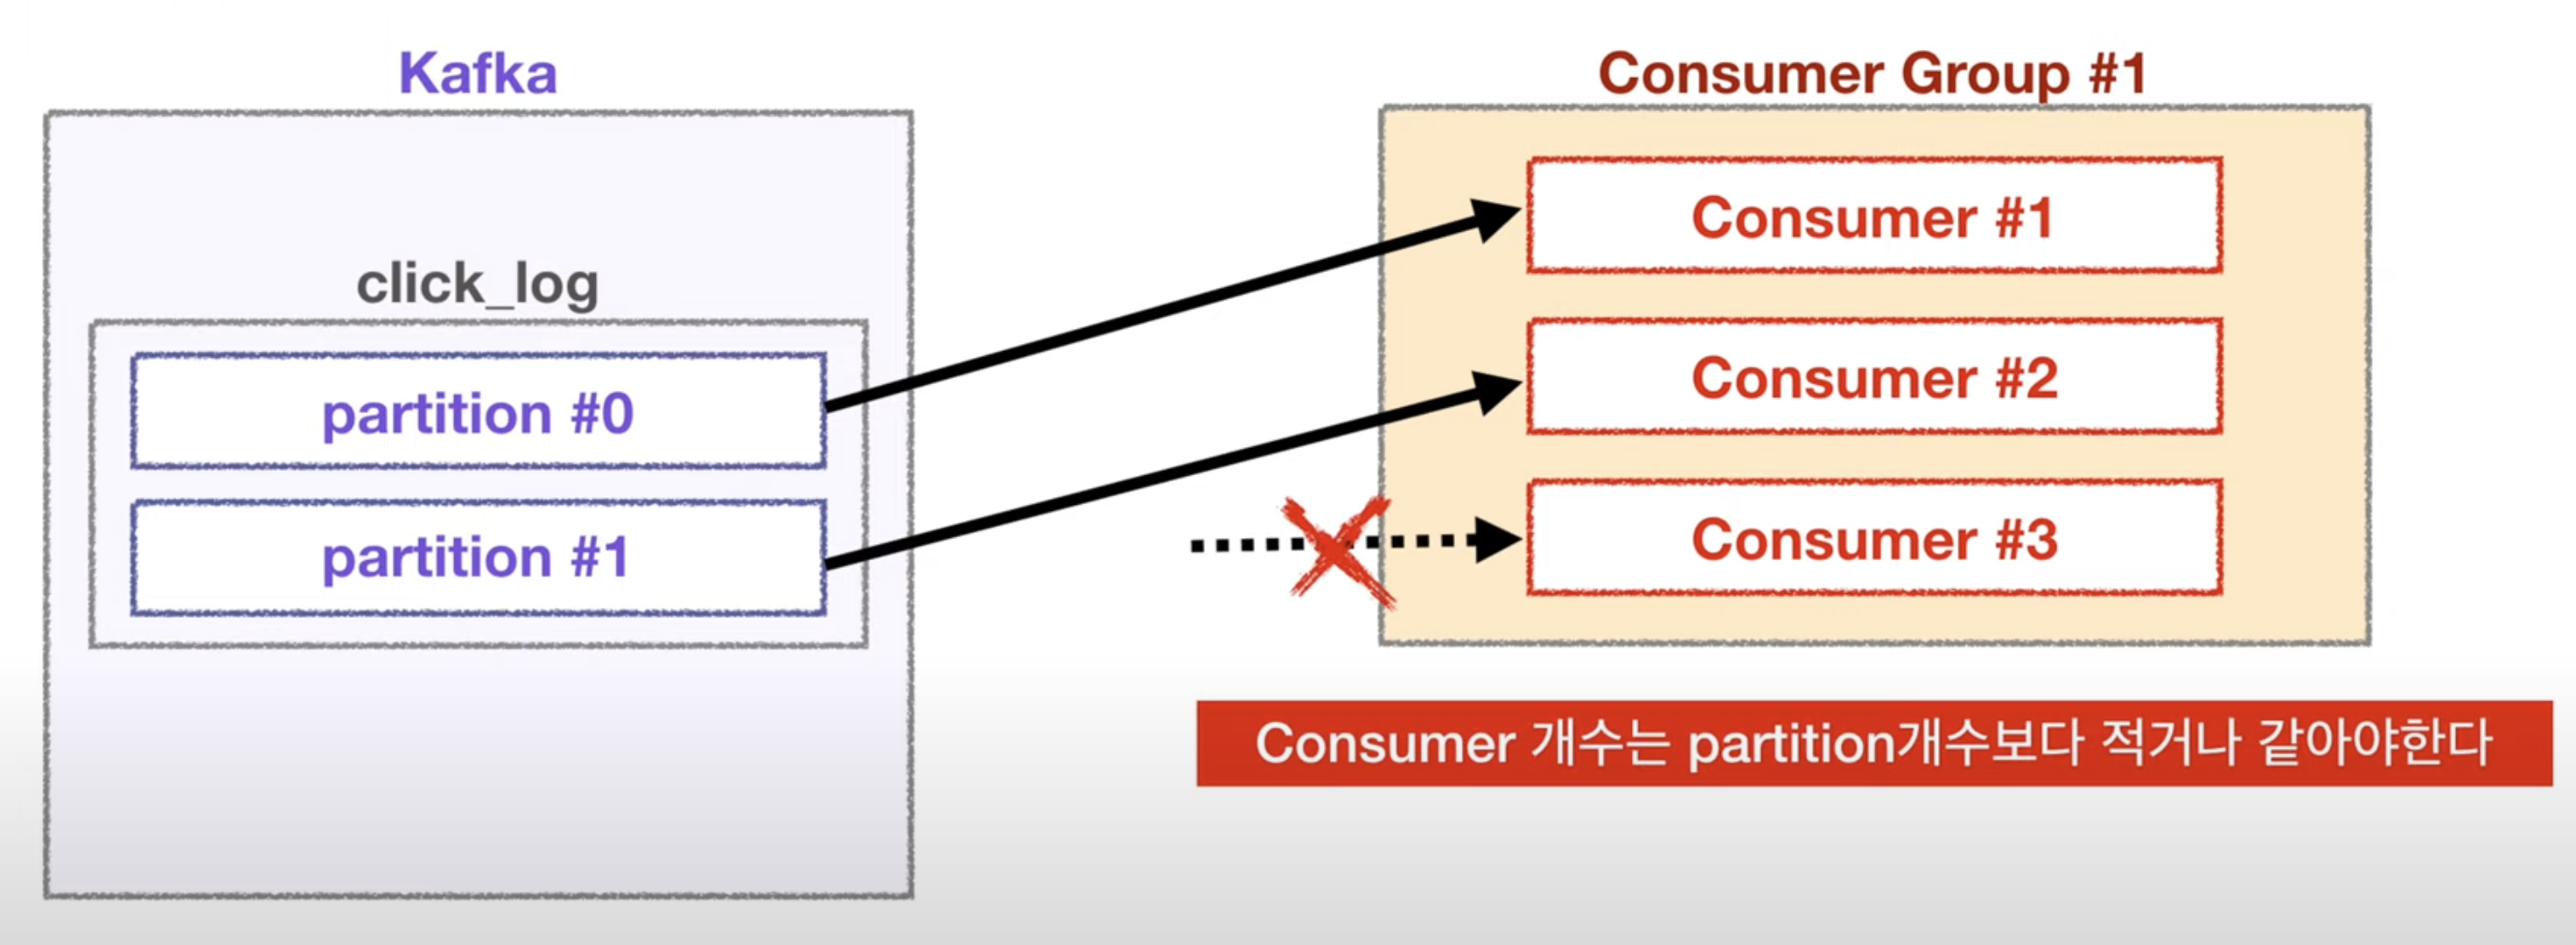 Kafka
click_log
partition #0
partition #1
Consumer Group #1
Consumer #1
Consumer #2
Consumer #3
Consumer 개수는 partition개수보다 적거나 같아야한다